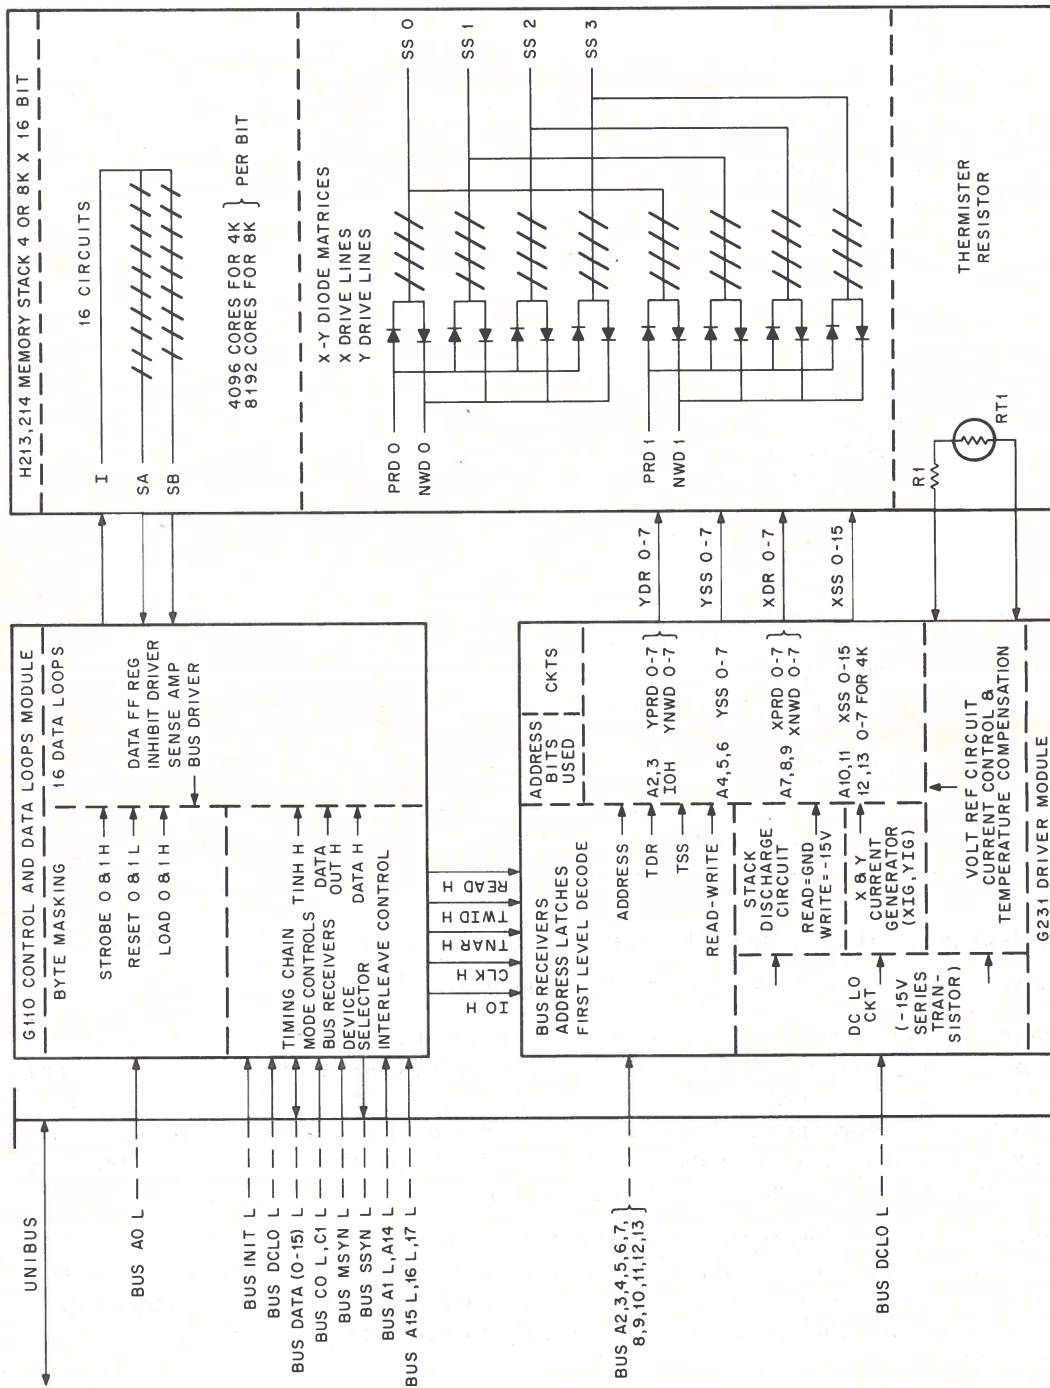 UNIBUS
BUS A0 L
BUS INIT L
BUS DCLO L
BUS DATA (0-15) L
BUS C0 L, C1 L
BUS MSYN L
BUS SSYN L
BUS A1 L, A14 L
BUS A15 L, 16 L, 17 L
BUS A2,3,4,5,6,7,
8,9,10,11,12,13
BUS DCLO L
G110 CONTROL AND DATA LOOPS MODULE
BYTE MASKING
16 DATA LOOPS
STROBE 0 & 1 H
RESET 0 & 1 L
LOAD 0 & 1 H
DATA FF REG
INHIBIT DRIVER
SENSE AMP
BUS DRIVER
TIMING CHAIN
MODE CONTROLS
BUS RECEIVERS
DEVICE
SELECTOR
INTERLEAVE CONTROL
TINH H
DATA
OUT H
DATA H
IO H
CLK H
TNAR H
TWID H
READ H
BUS RECEIVERS
ADDRESS LATCHES
FIRST LEVEL DECODE
ADDRESS
BITS
USED
CKTS
ADDRESS
TDR
TSS
READ-WRITE
A2,3
IOH
YPRD 0-7
YNWD 0-7
A4,5,6
YSS 0-7
A7,8,9
XPRD 0-7
XNWD 0-7
A10,11
12,13
XSS 0-15
0-7 FOR 4K
STACK
DISCHARGE
CIRCUIT
READ=GND
WRITE=-15V
DC LO
CKT
(-15V
SERIES
TRAN-
SISTOR)
X & Y
CURRENT
GENERATOR
(XIG,YIG)
VOLT REF CIRCUIT
CURRENT CONTROL &
TEMPERATURE COMPENSATION
G231 DRIVER MODULE
YDR 0-7
YSS 0-7
XDR 0-7
XSS 0-15
H213,214 MEMORY STACK 4 OR 8K X 16 BIT
16 CIRCUITS
I
SA
SB
4096 CORES FOR 4K
8192 CORES FOR 8K
PER BIT
X-Y DIODE MATRICES
X DRIVE LINES
Y DRIVE LINES
PRD 0
NWD 0
PRD 1
NWD 1
SS 0
SS 1
SS 2
SS 3
THERMISTER
RESISTOR
R1
RT1